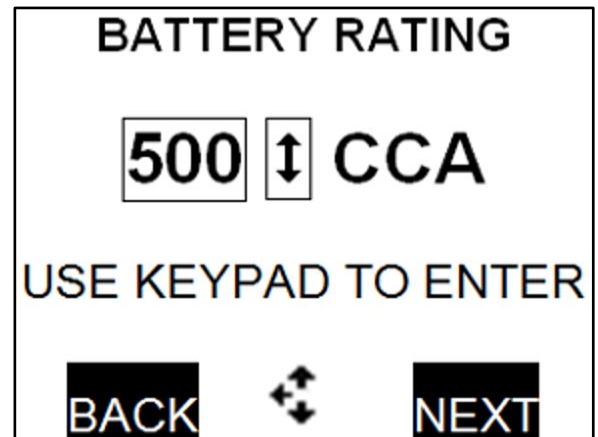 BATTERY RATING
500 CCA
USE KEYPAD TO ENTER
BACK NEXT